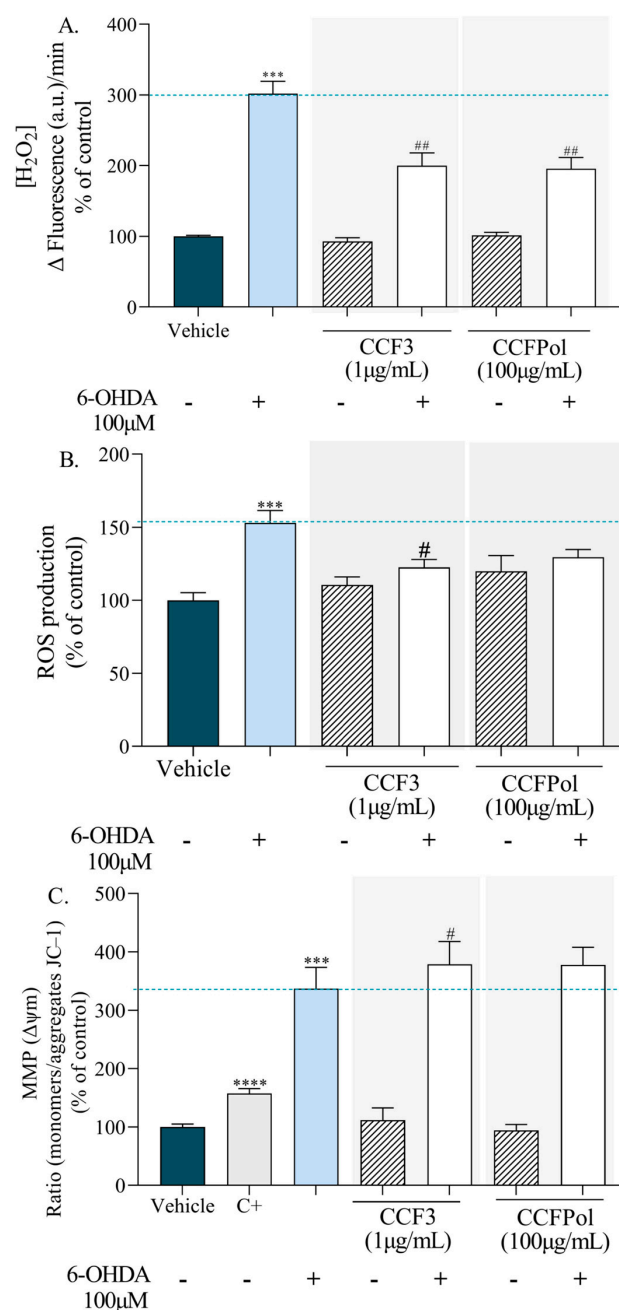 A.
[H₂O₂]
Δ Fluorescence (a.u.)/min
% of control
400
300
200
100
0
***
##
##
Vehicle
CCF3
(1μg/mL)
CCFPol
(100μg/mL)
6-OHDA
100μM
- + - + - +
B.
ROS production
(% of control)
200
150
100
50
0
***
#
Vehicle
CCF3
(1μg/mL)
CCFPol
(100μg/mL)
6-OHDA
100μM
- + - + - +
C.
MMP (Δψm)
Ratio (monomers/aggregates JC–1)
(% of control)
500
400
300
200
100
0
****
***
#
Vehicle
C+
CCF3
(1μg/mL)
CCFPol
(100μg/mL)
6-OHDA
100μM
- - + - + - +